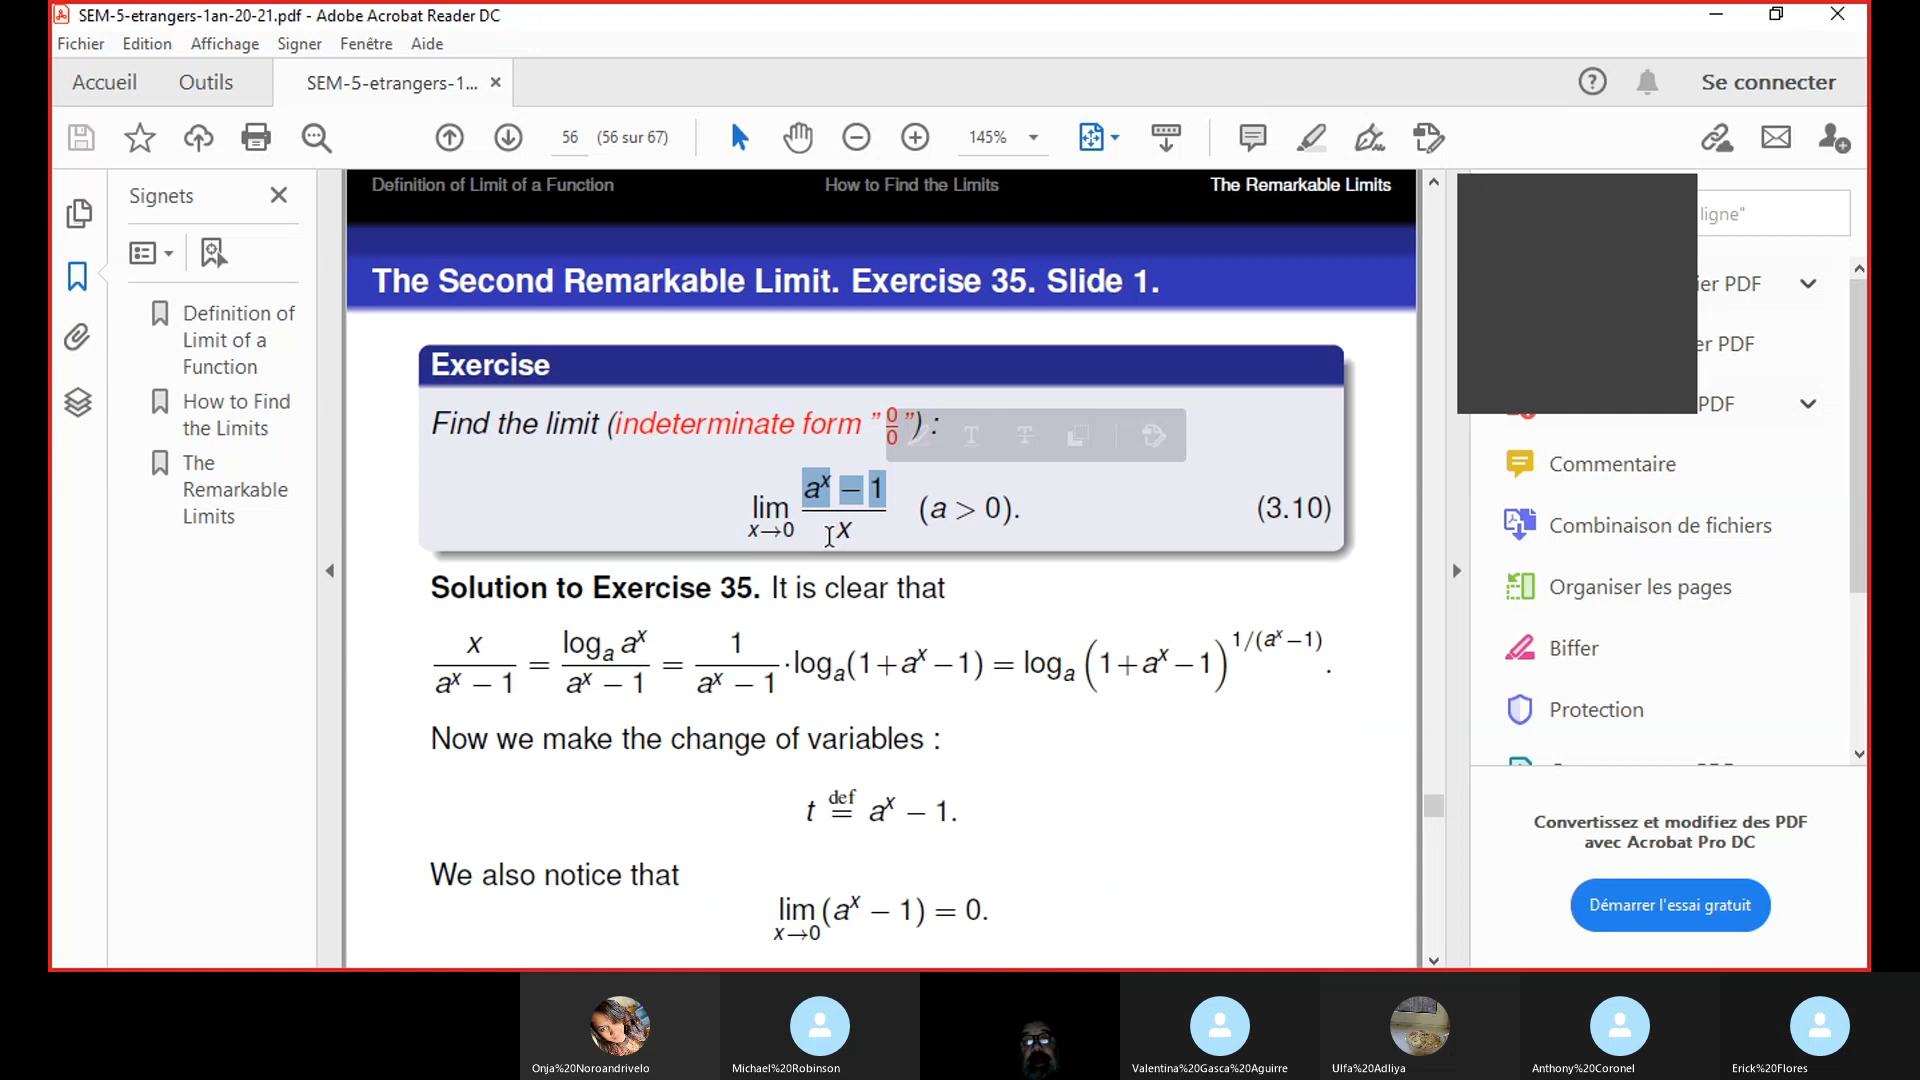 SEM-5-etrangers-1an-20-21.pdf - Adobe Acrobat Reader DC
Fichier Edition Affichage Signer Fenêtre Aide
Accueil Outils SEM-5-etrangers-1... × Se connecter
56 (56 sur 67) 145%
Signets
Definition of
Limit of a
Function
How to Find
the Limits
The
Remarkable
Limits
Definition of Limit of a Function How to Find the Limits The Remarkable Limits
The Second Remarkable Limit. Exercise 35. Slide 1.
Exercise
Find the limit (indeterminate form "0/0") :
lim x→0 (a^x − 1)/x (a > 0). (3.10)
Solution to Exercise 35. It is clear that
x/(a^x − 1) = log_a a^x/(a^x − 1) = 1/(a^x − 1) · log_a(1+a^x −1) = log_a (1+a^x −1)^1/(a^x −1) .
Now we make the change of variables :
t def= a^x − 1.
We also notice that
lim x→0 (a^x − 1) = 0.
ligne"
ier PDF
er PDF
PDF
Commentaire
Combinaison de fichiers
Organiser les pages
Biffer
Protection
Convertissez et modifiez des PDF
avec Acrobat Pro DC
Démarrer l'essai gratuit
Onja%20Noroandrivelo Michael%20Robinson Valentina%20Gasca%20Aguirre Ulfa%20Adliya Anthony%20Coronel Erick%20Flores